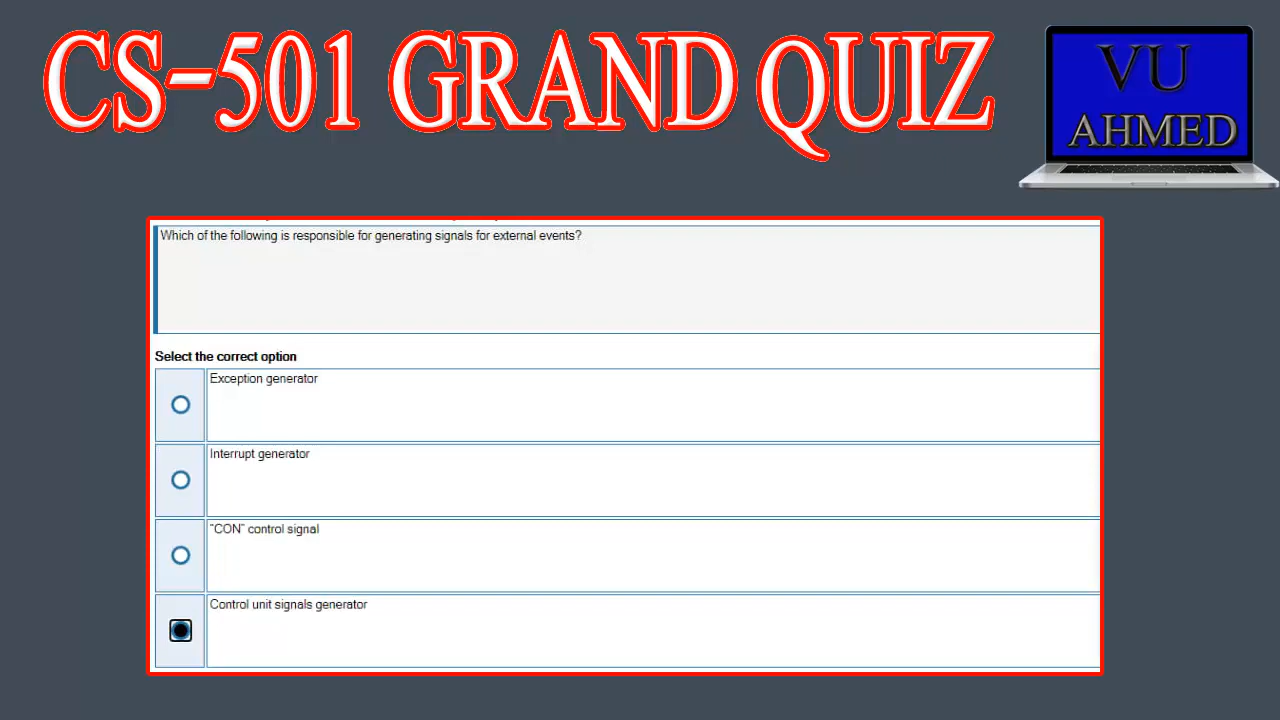 CS-501 GRAND QUIZ
VU
AHMED
Which of the following is responsible for generating signals for external events?
Select the correct option
Exception generator
Interrupt generator
“CON” control signal
Control unit signals generator